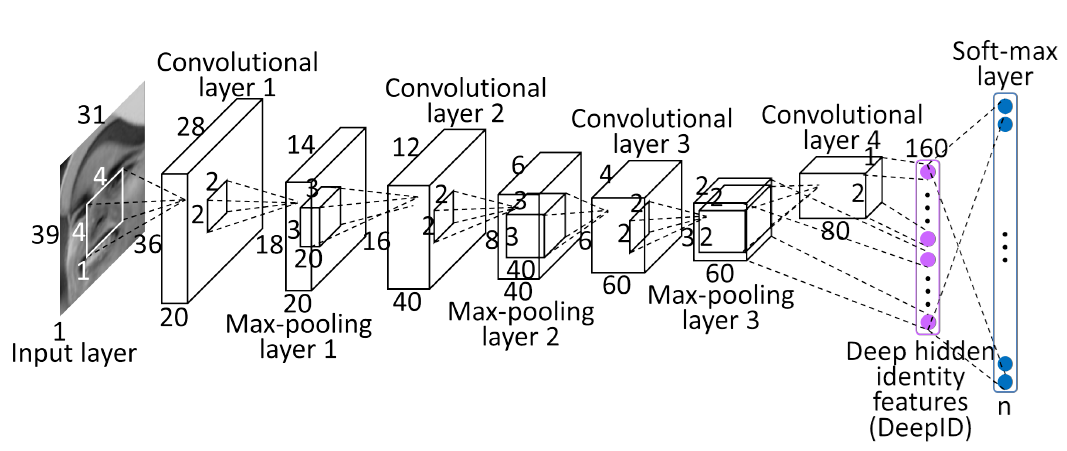 Convolutional
layer 1
Convolutional
layer 2
Convolutional
layer 3
Convolutional
layer 4
Soft-max
layer
31
4
4
1
39
1
Input layer
28
2
2
36
20
14
3
3
18
20
20
Max-pooling
layer 1
12
2
2
16
40
6
3
3
8
40
40
Max-pooling
layer 2
4
2
2
6
60
2
2
2
3
60
Max-pooling
layer 3
1
2
80
160
Deep hidden
identity
features
(DeepID)
n